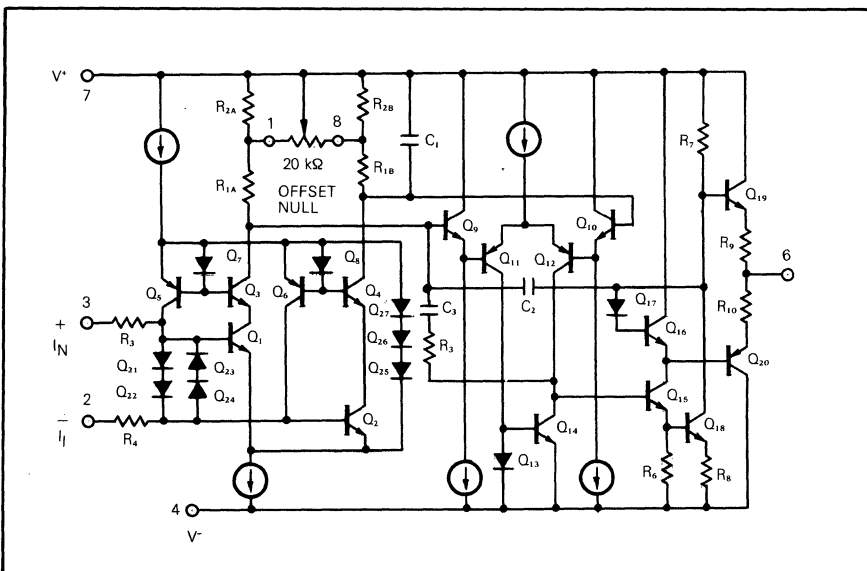 V+
7
R2A
1
8
R2B
C1
20 kΩ
R7
R1A
OFFSET
NULL
R1B
Q9
Q10
Q19
Q7
Q8
Q11
Q12
R9
6
Q5
Q3
Q6
Q4
3
+
IN
R3
Q27
C3
C2
Q17
Q16
R10
Q1
Q26
R3
Q21
Q23
Q25
Q20
Q22
Q24
2
Q15
–
II
R4
Q2
Q14
Q18
Q13
R6
R8
4
V-